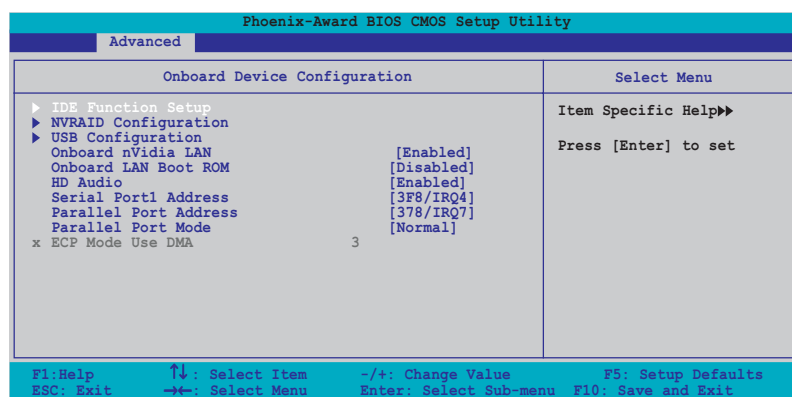 Phoenix-Award BIOS CMOS Setup Utility
Advanced
Onboard Device Configuration
Select Menu
▶ IDE Function Setup
▶ NVRAID Configuration
▶ USB Configuration
Onboard nVidia LAN [Enabled]
Onboard LAN Boot ROM [Disabled]
HD Audio [Enabled]
Serial Port1 Address [3F8/IRQ4]
Parallel Port Address [378/IRQ7]
Parallel Port Mode [Normal]
x ECP Mode Use DMA 3
Item Specific Help▶▶
Press [Enter] to set
F1:Help ↑↓: Select Item -/+: Change Value F5: Setup Defaults
ESC: Exit →←: Select Menu Enter: Select Sub-menu F10: Save and Exit